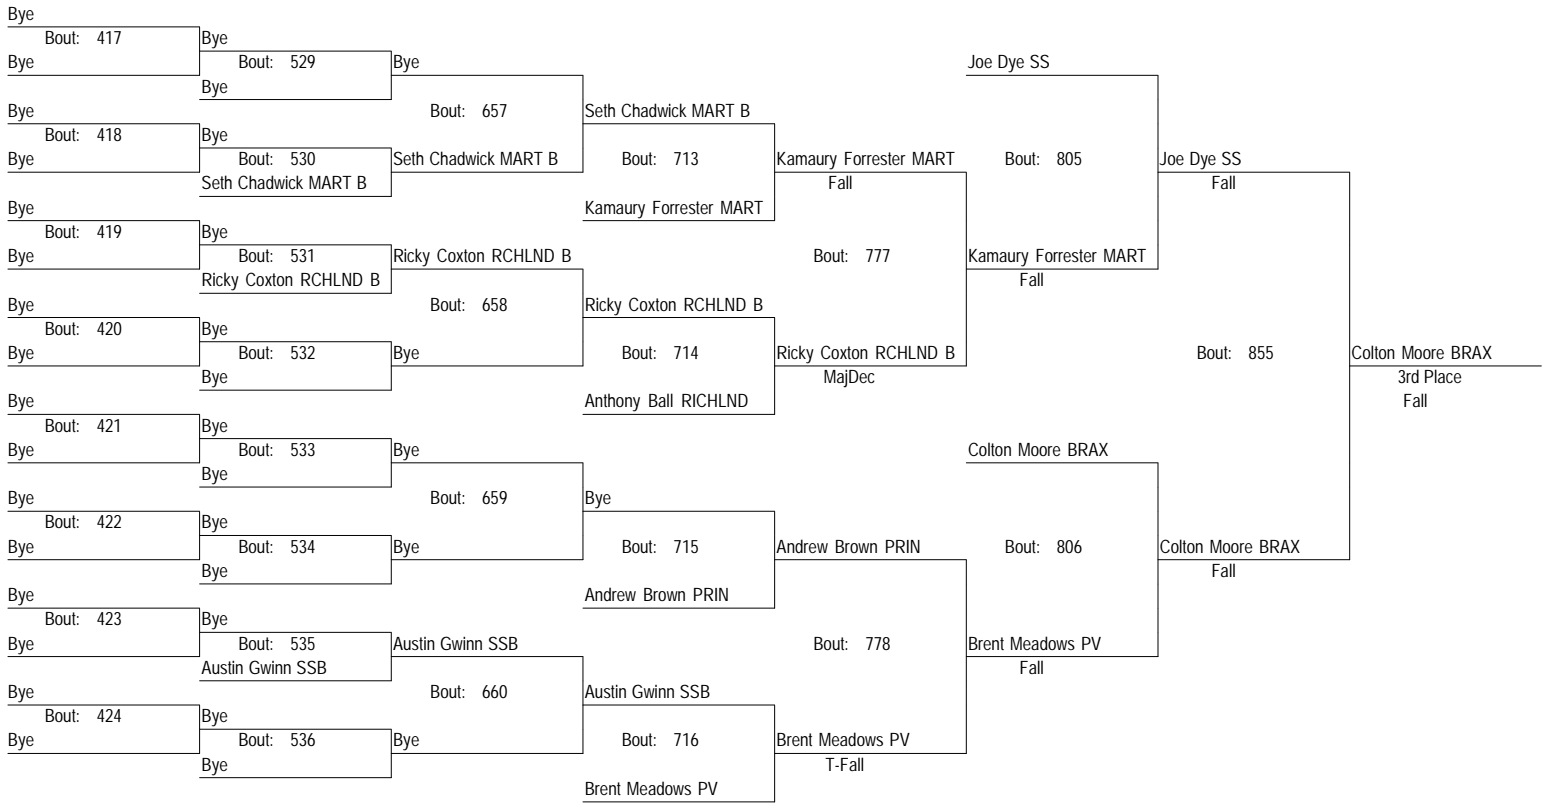 Bye
Bout: 417
Bye
Bye
Bout: 529
Bye
Joe Dye SS
Bye
Bye
Bye
Bout: 657
Seth Chadwick MART B
Bout: 418
Bye
Bye
Bout: 530
Seth Chadwick MART B
Bout: 713
Kamaury Forrester MART
Bout: 805
Joe Dye SS
Seth Chadwick MART B
Fall
Fall
Bye
Kamaury Forrester MART
Bout: 419
Bye
Bye
Bout: 531
Ricky Coxton RCHLND B
Bout: 777
Kamaury Forrester MART
Ricky Coxton RCHLND B
Fall
Bye
Bout: 658
Ricky Coxton RCHLND B
Bout: 420
Bye
Bye
Bout: 532
Bye
Bout: 714
Ricky Coxton RCHLND B
Bout: 855
Colton Moore BRAX
Bye
MajDec
3rd Place
Bye
Anthony Ball RICHLND
Fall
Bout: 421
Bye
Bye
Bout: 533
Bye
Colton Moore BRAX
Bye
Bye
Bout: 659
Bye
Bout: 422
Bye
Bye
Bout: 534
Bye
Bout: 715
Andrew Brown PRIN
Bout: 806
Colton Moore BRAX
Bye
Fall
Bye
Andrew Brown PRIN
Bout: 423
Bye
Bye
Bout: 535
Austin Gwinn SSB
Bout: 778
Brent Meadows PV
Austin Gwinn SSB
Fall
Bye
Bout: 660
Austin Gwinn SSB
Bout: 424
Bye
Bye
Bout: 536
Bye
Bout: 716
Brent Meadows PV
Bye
T-Fall
Brent Meadows PV